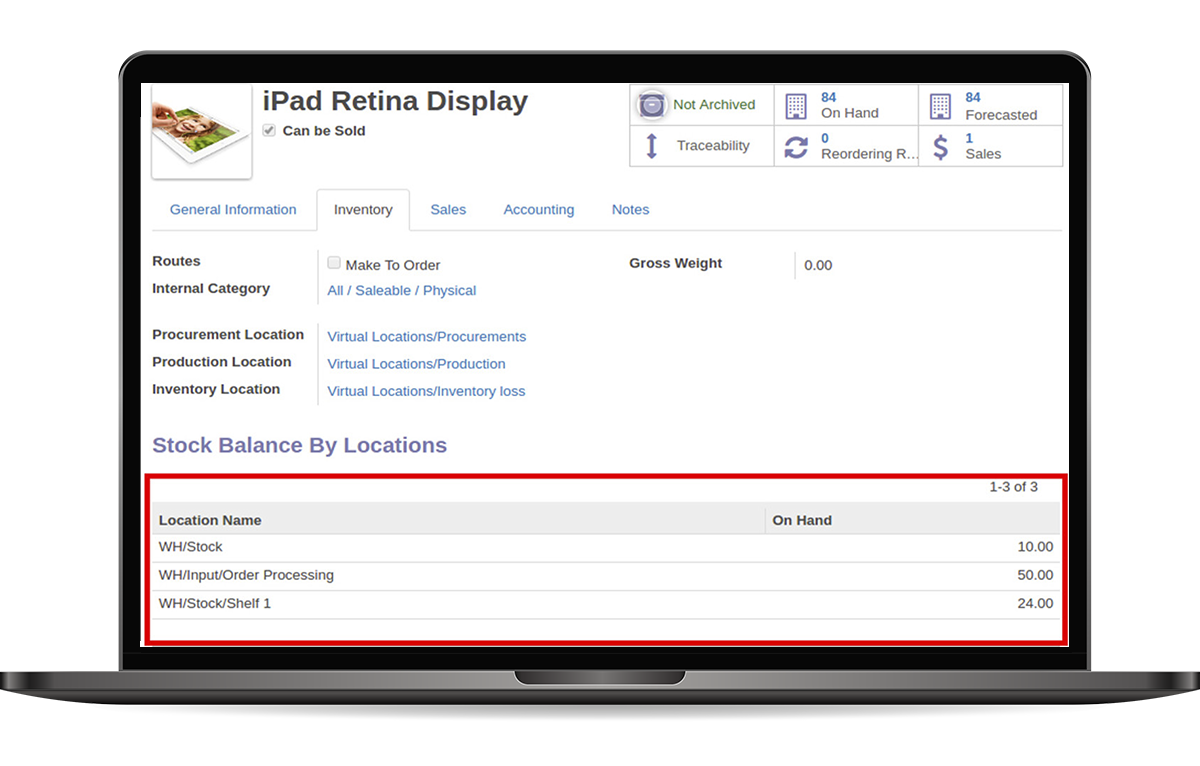 iPad Retina Display
Can be Sold
Not Archived
84
On Hand
84
Forecasted
Traceability
0
Reordering R...
1
Sales
General Information
Inventory
Sales
Accounting
Notes
Routes
Make To Order
Gross Weight
0.00
Internal Category
All / Saleable / Physical
Procurement Location
Virtual Locations/Procurements
Production Location
Virtual Locations/Production
Inventory Location
Virtual Locations/Inventory loss
Stock Balance By Locations
1-3 of 3
Location Name
On Hand
WH/Stock
10.00
WH/Input/Order Processing
50.00
WH/Stock/Shelf 1
24.00